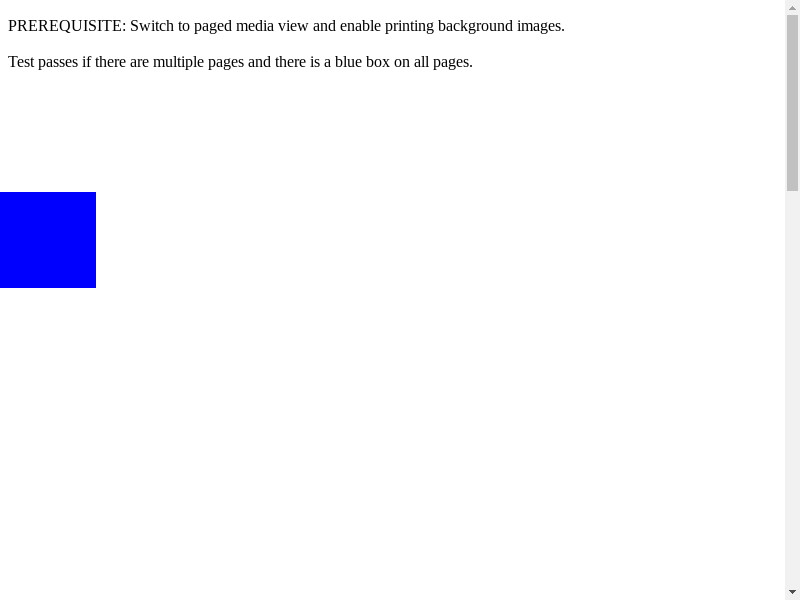 PREREQUISITE: Switch to paged media view and enable printing background images.
Test passes if there are multiple pages and there is a blue box on all pages.